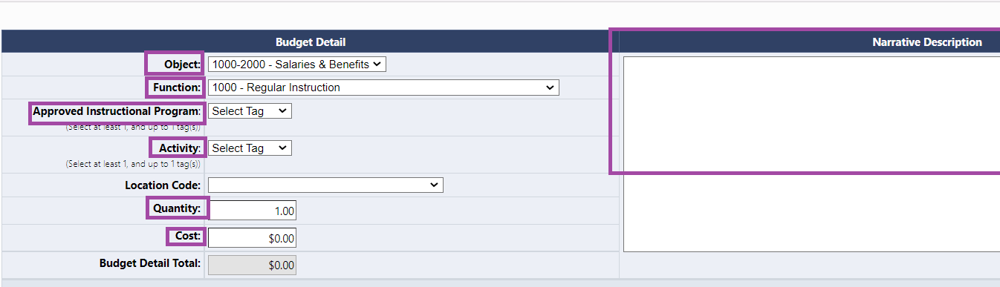 Budget Detail
Narrative Description
Object: 1000-2000 - Salaries & Benefits
Function: 1000 - Regular Instruction
Approved Instructional Program: Select Tag
(Select at least 1, and up to 1 tag(s))
Activity: Select Tag
(Select at least 1, and up to 1 tag(s))
Location Code:
Quantity: 1.00
Cost: $0.00
Budget Detail Total: $0.00